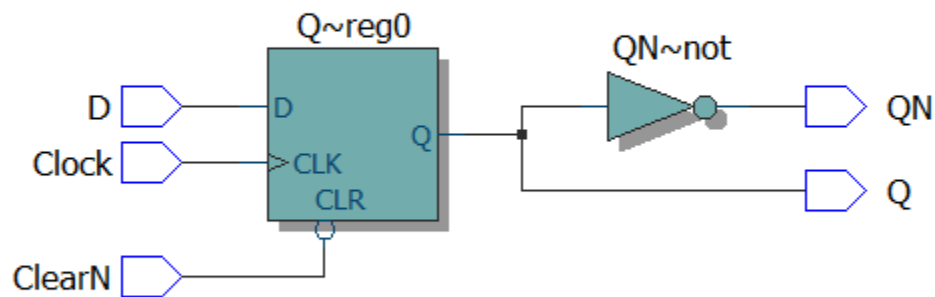 Q~reg0
QN~not
D
D
QN
Q
Clock
CLK
Q
CLR
ClearN